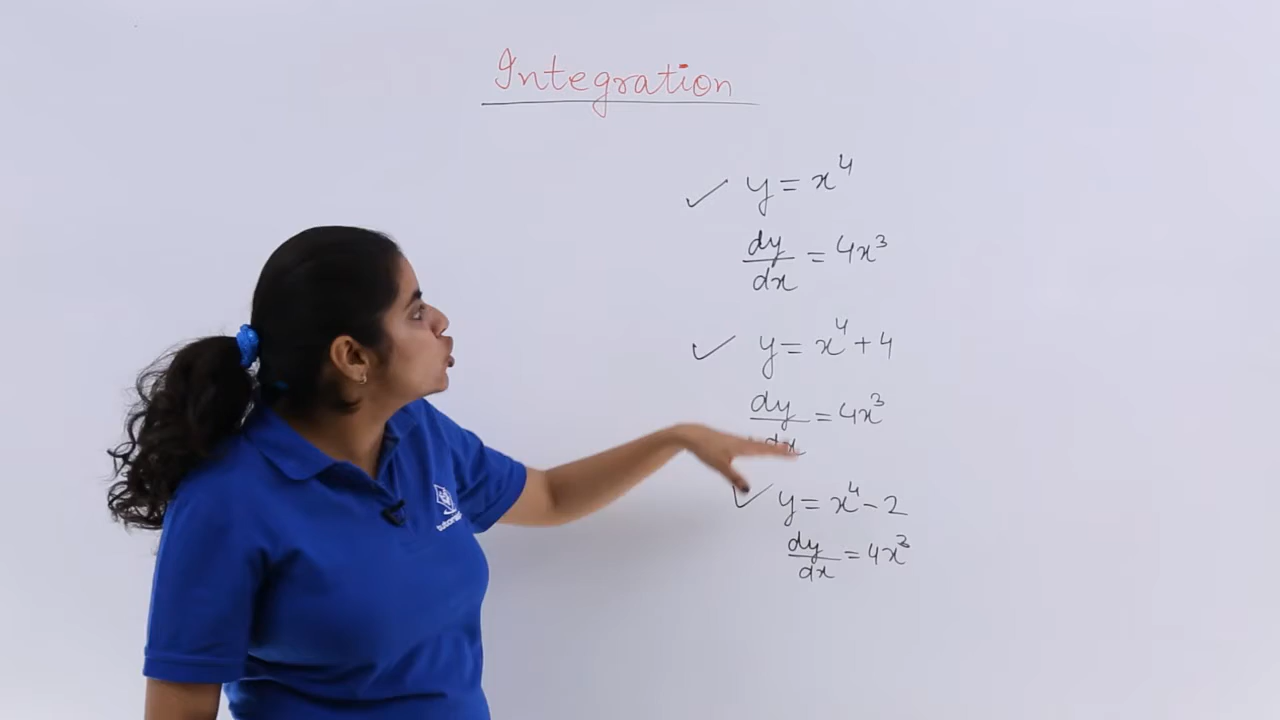 Integration
y = x⁴
dy/dx = 4x³
y = x⁴ + 4
dy/dx = 4x³
y = x⁴ - 2
dy/dx = 4x³